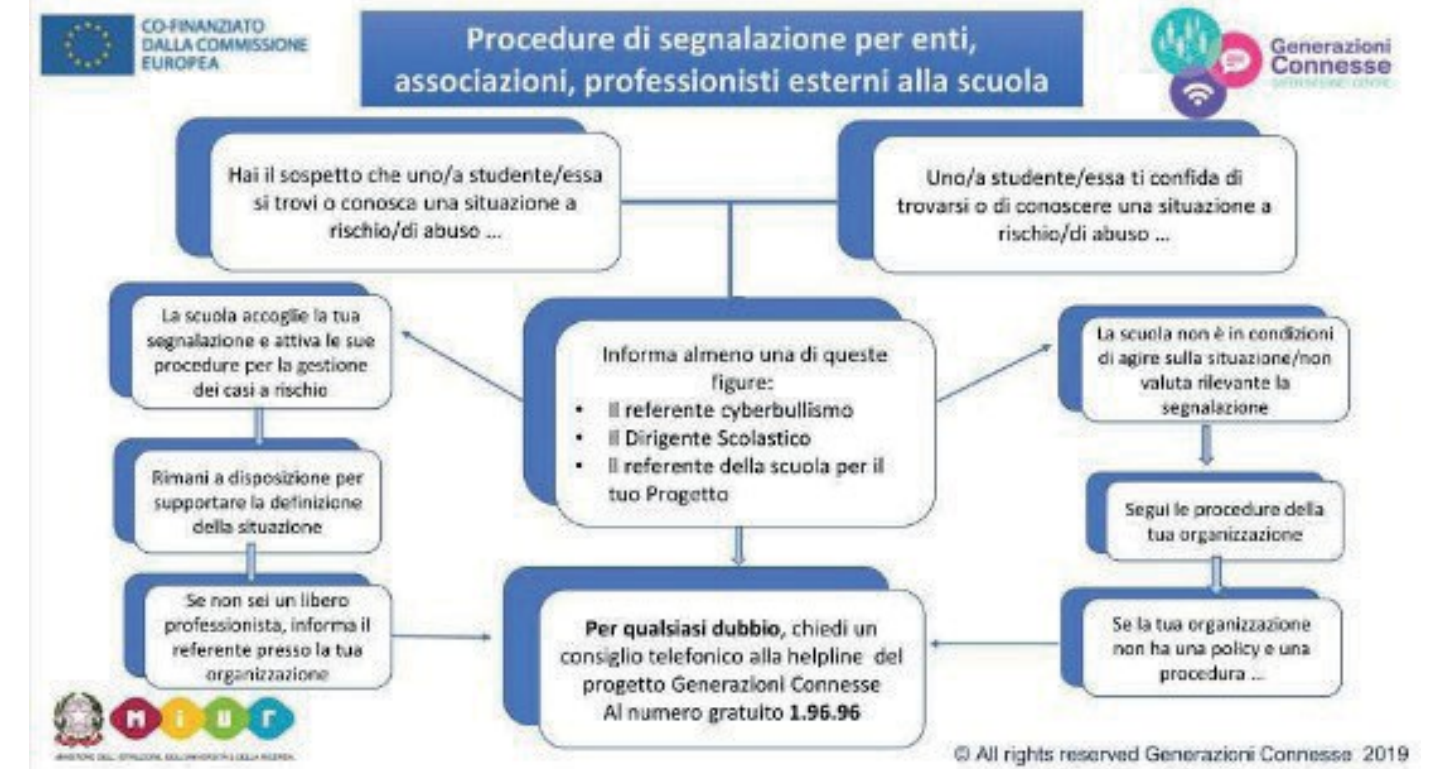 CO-FINANZIATO
DALLA COMMISSIONE
EUROPEA
Procedure di segnalazione per enti,
associazioni, professionisti esterni alla scuola
Generazioni
Connesse
Hai il sospetto che uno/a studente/essa
si trovi o conosca una situazione a
rischio/di abuso ...
Uno/a studente/essa ti confida di
trovarsi o di conoscere una situazione a
rischio/di abuso ...
La scuola accoglie la tua
segnalazione e attiva le sue
procedure per la gestione
dei casi a rischio
Informa almeno una di queste
figure:
• Il referente cyberbullismo
• Il Dirigente Scolastico
• Il referente della scuola per il
tuo Progetto
La scuola non è in condizioni
di agire sulla situazione/non
valuta rilevante la
segnalazione
Rimani a disposizione per
supportare la definizione
della situazione
Segui le procedure della
tua organizzazione
Se non sei un libero
professionista, informa il
referente presso la tua
organizzazione
Per qualsiasi dubbio, chiedi un
consiglio telefonico alla helpline del
progetto Generazioni Connesse
Al numero gratuito 1.96.96
Se la tua organizzazione
non ha una policy e una
procedura ...
MIUR
MINISTERO DELL'ISTRUZIONE, DELL'UNIVERSITÀ E DELLA RICERCA
© All rights reserved Generazioni Connesse 2019